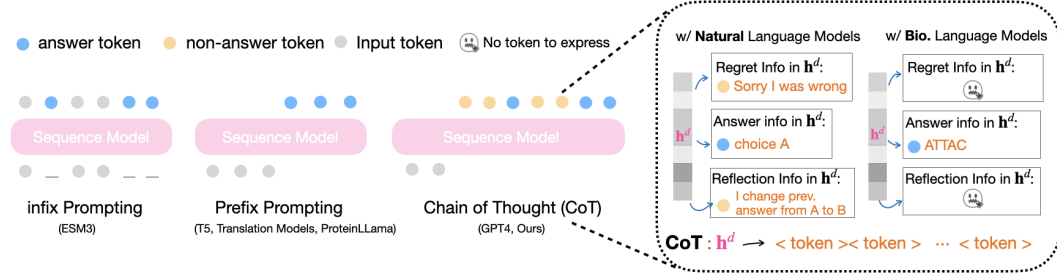 answer token
non-answer token
Input token
No token to express
Sequence Model
Sequence Model
Sequence Model
infix Prompting
(ESM3)
Prefix Prompting
(T5, Translation Models, ProteinLLama)
Chain of Thought (CoT)
(GPT4, Ours)
w/ Natural Language Models
h^d
Regret Info in h^d:
Sorry I was wrong
Answer info in h^d:
choice A
Reflection Info in h^d:
I change prev.
answer from A to B
w/ Bio. Language Models
h^d
Regret Info in h^d:
Answer info in h^d:
ATTAC
Reflection Info in h^d:
CoT : h^d → < token >< token > ··· < token >